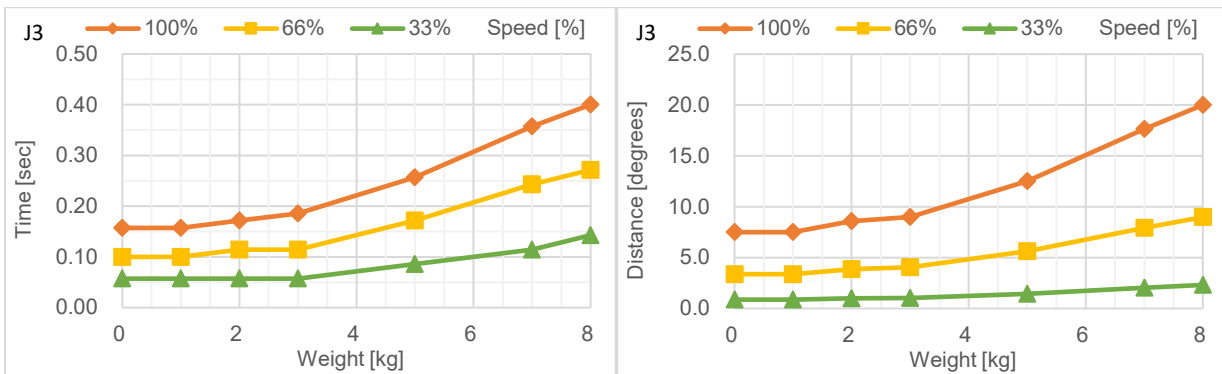 J3
100% 66% 33% Speed [%]
0.50
0.40
0.30
0.20
0.10
0.00
Time [sec]
0 2 4 6 8
Weight [kg]
J3
100% 66% 33% Speed [%]
25.0
20.0
15.0
10.0
5.0
0.0
Distance [degrees]
0 2 4 6 8
Weight [kg]